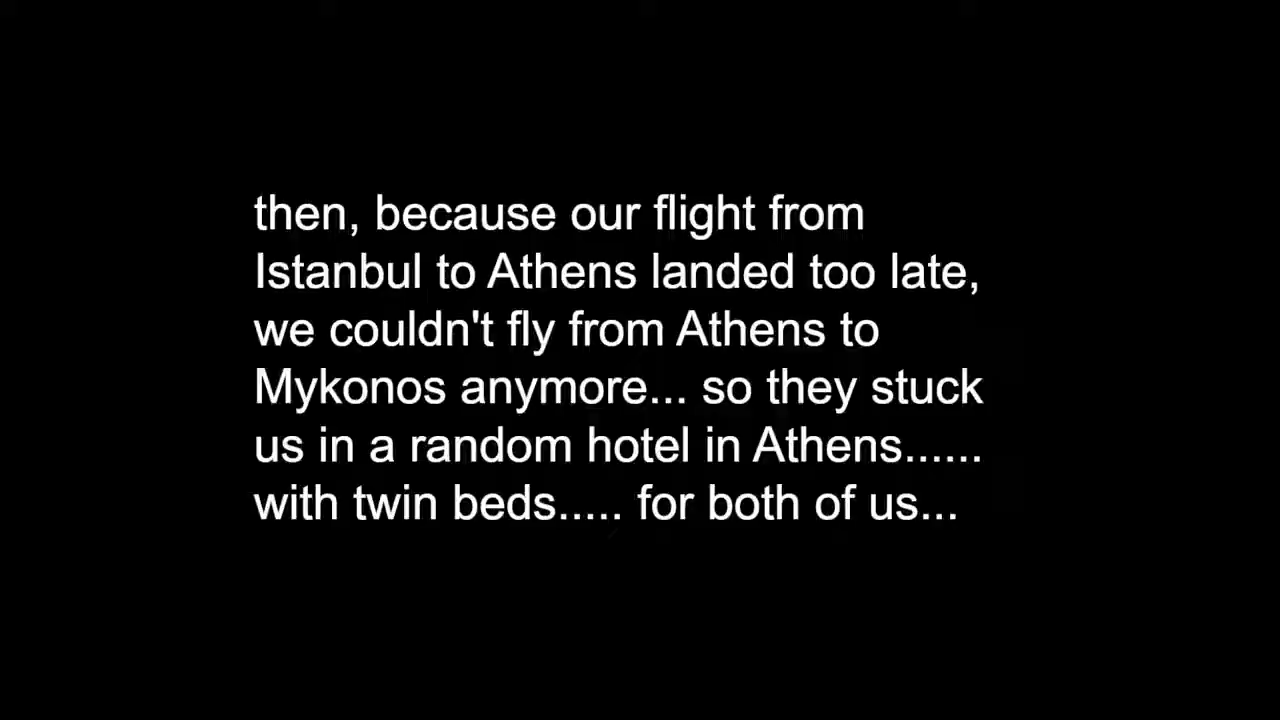 then, because our flight from
Istanbul to Athens landed too late,
we couldn't fly from Athens to
Mykonos anymore... so they stuck
us in a random hotel in Athens......
with twin beds..... for both of us...